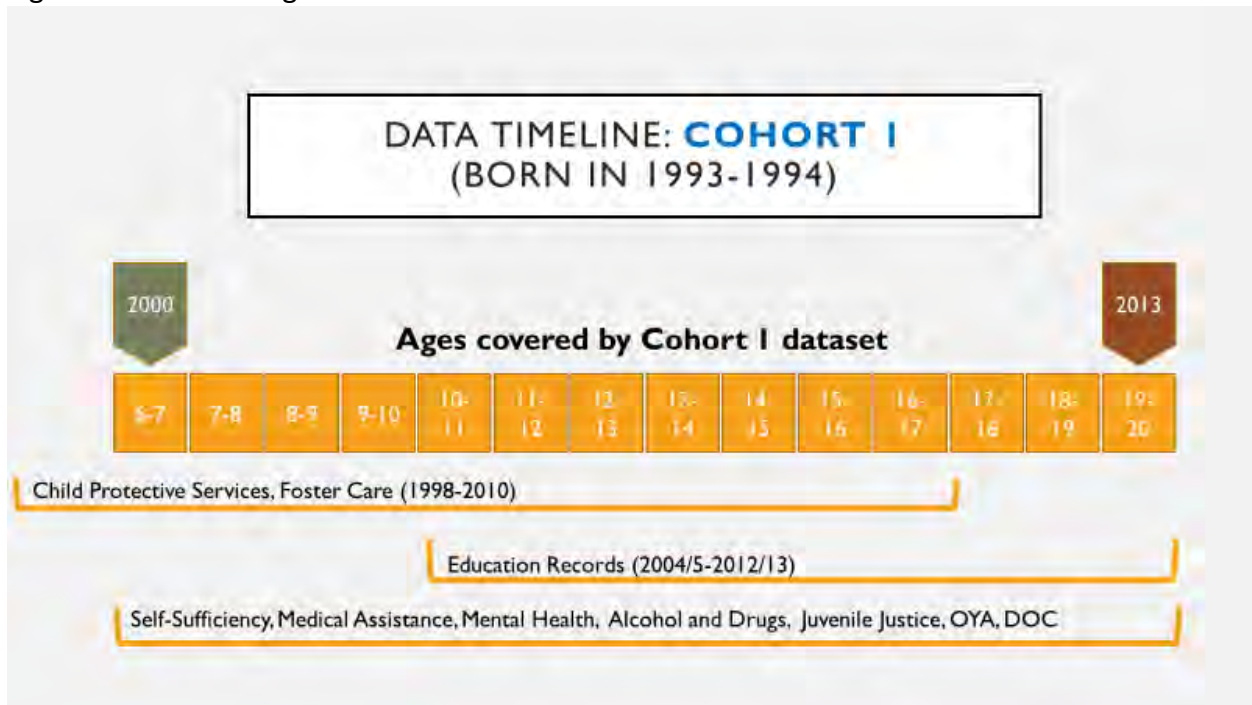 DATA TIMELINE: COHORT 1
(BORN IN 1993-1994)
2000
2013
Ages covered by Cohort 1 dataset
6-7 7-8 8-9 9-10 10-11 11-12 12-13 13-14 14-15 15-16 16-17 17-18 18-19 19-20
Child Protective Services, Foster Care (1998-2010)
Education Records (2004/5-2012/13)
Self-Sufficiency, Medical Assistance, Mental Health, Alcohol and Drugs, Juvenile Justice, OYA, DOC